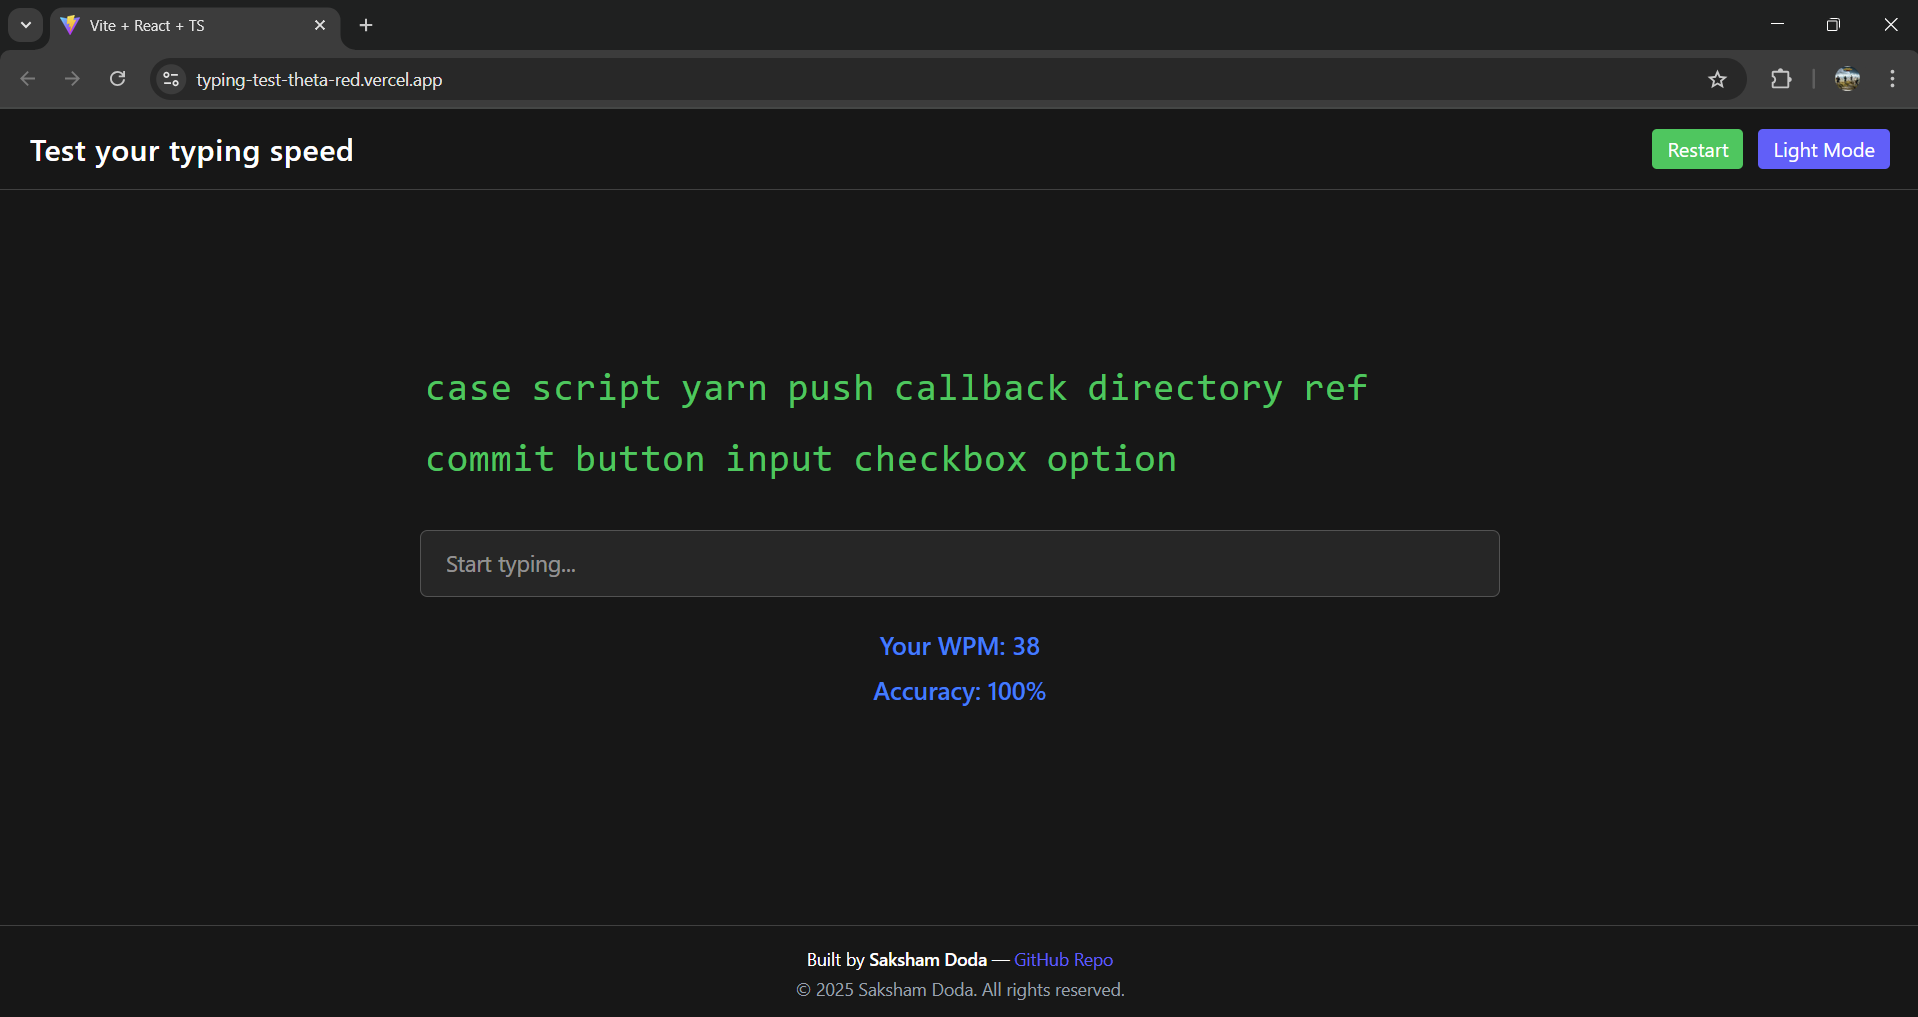 Vite + React + TS
typing-test-theta-red.vercel.app
Test your typing speed
Restart
Light Mode
case script yarn push callback directory ref
commit button input checkbox option
Start typing...
Your WPM: 38
Accuracy: 100%
Built by Saksham Doda — GitHub Repo
© 2025 Saksham Doda. All rights reserved.